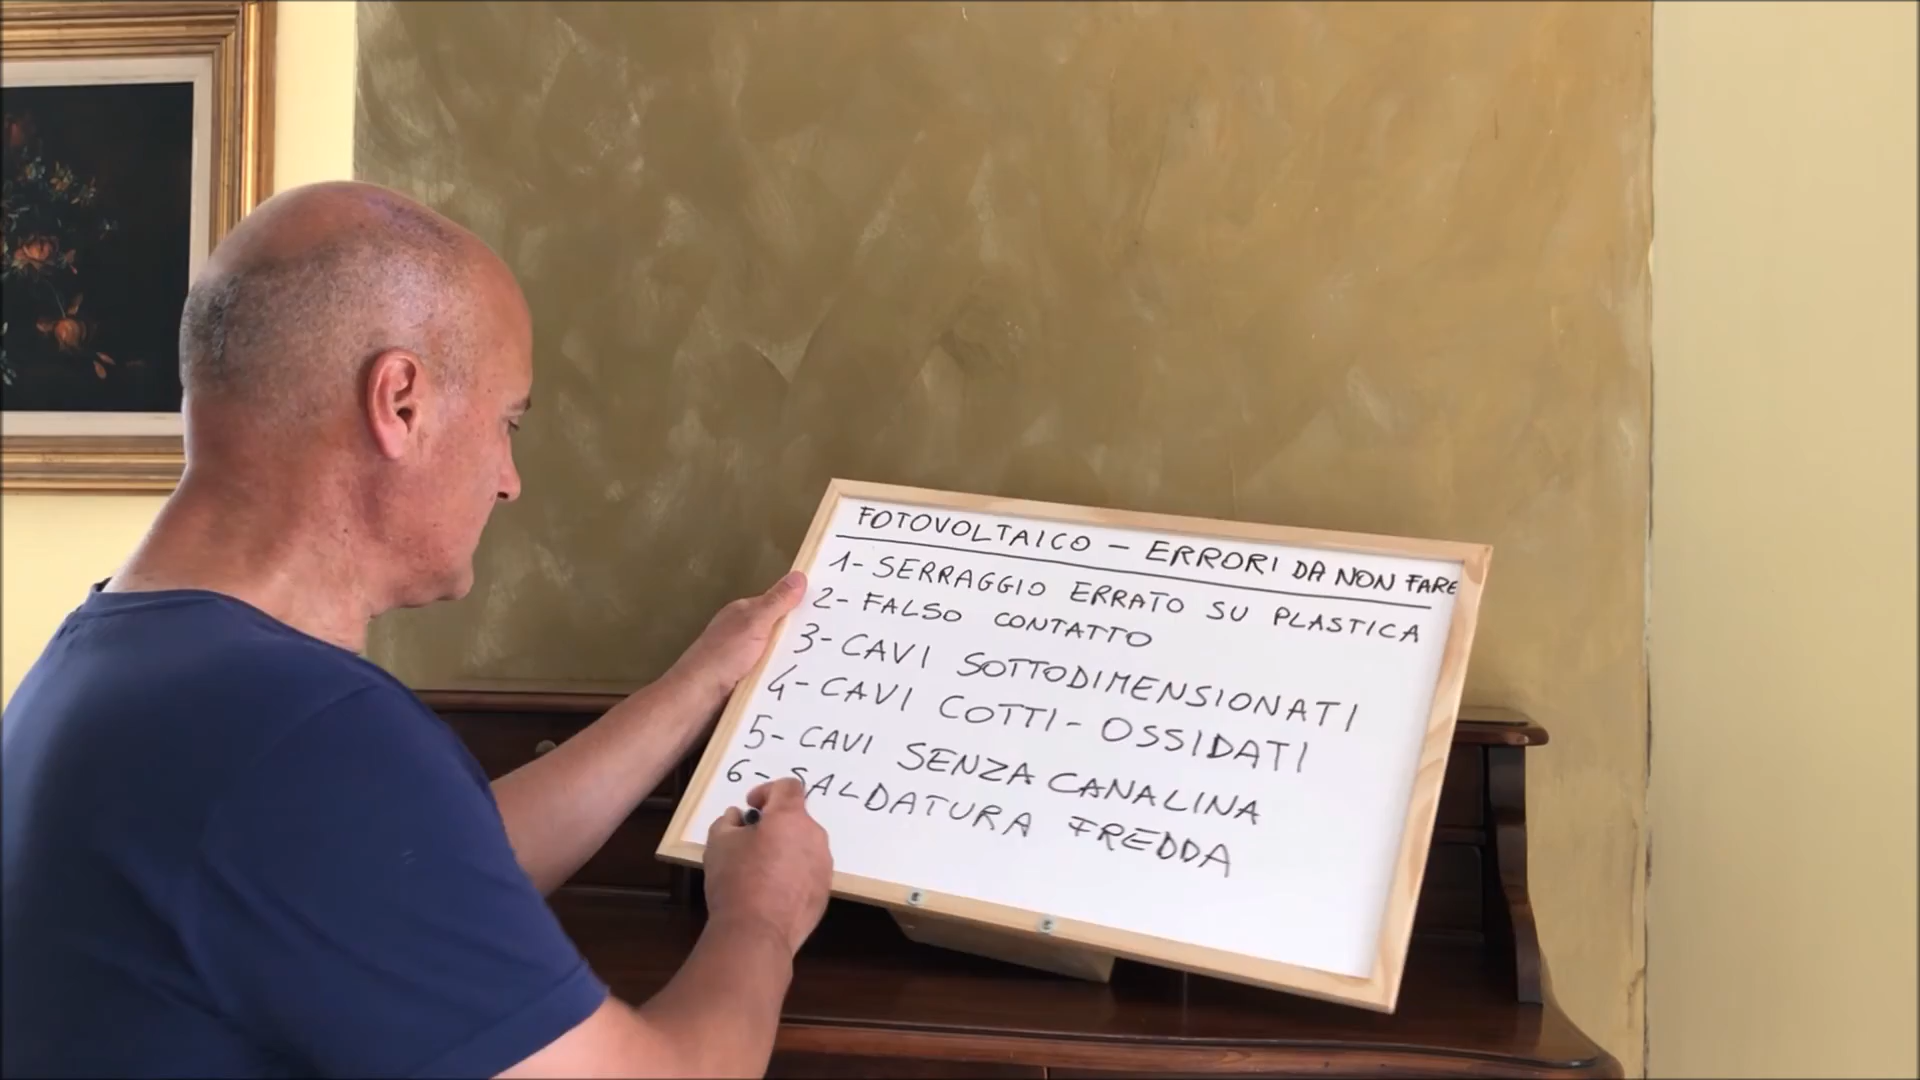 FOTOVOLTAICO - ERRORI DA NON FARE
1- SERRAGGIO ERRATO SU PLASTICA
2- FALSO CONTATTO
3- CAVI SOTTODIMENSIONATI
4- CAVI COTTI - OSSIDATI
5- CAVI SENZA CANALINA
6- SALDATURA FREDDA